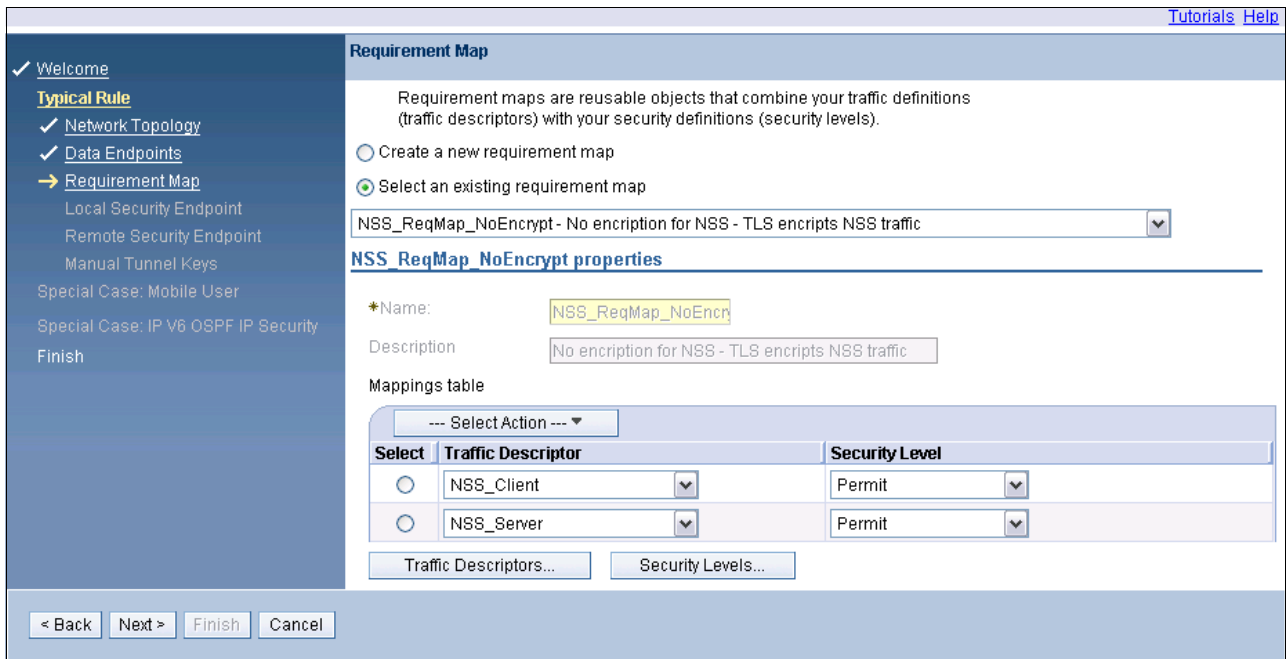 Tutorials Help
Welcome
Typical Rule
Network Topology
Data Endpoints
Requirement Map
Local Security Endpoint
Remote Security Endpoint
Manual Tunnel Keys
Special Case: Mobile User
Special Case: IP V6 OSPF IP Security
Finish
Requirement Map
Requirement maps are reusable objects that combine your traffic definitions
(traffic descriptors) with your security definitions (security levels).
Create a new requirement map
Select an existing requirement map
NSS_ReqMap_NoEncrypt - No encription for NSS - TLS encripts NSS traffic
NSS_ReqMap_NoEncrypt properties
*Name: NSS_ReqMap_NoEncr
Description No encription for NSS - TLS encripts NSS traffic
Mappings table
--- Select Action ---
Select Traffic Descriptor Security Level
NSS_Client Permit
NSS_Server Permit
Traffic Descriptors... Security Levels...
< Back Next > Finish Cancel